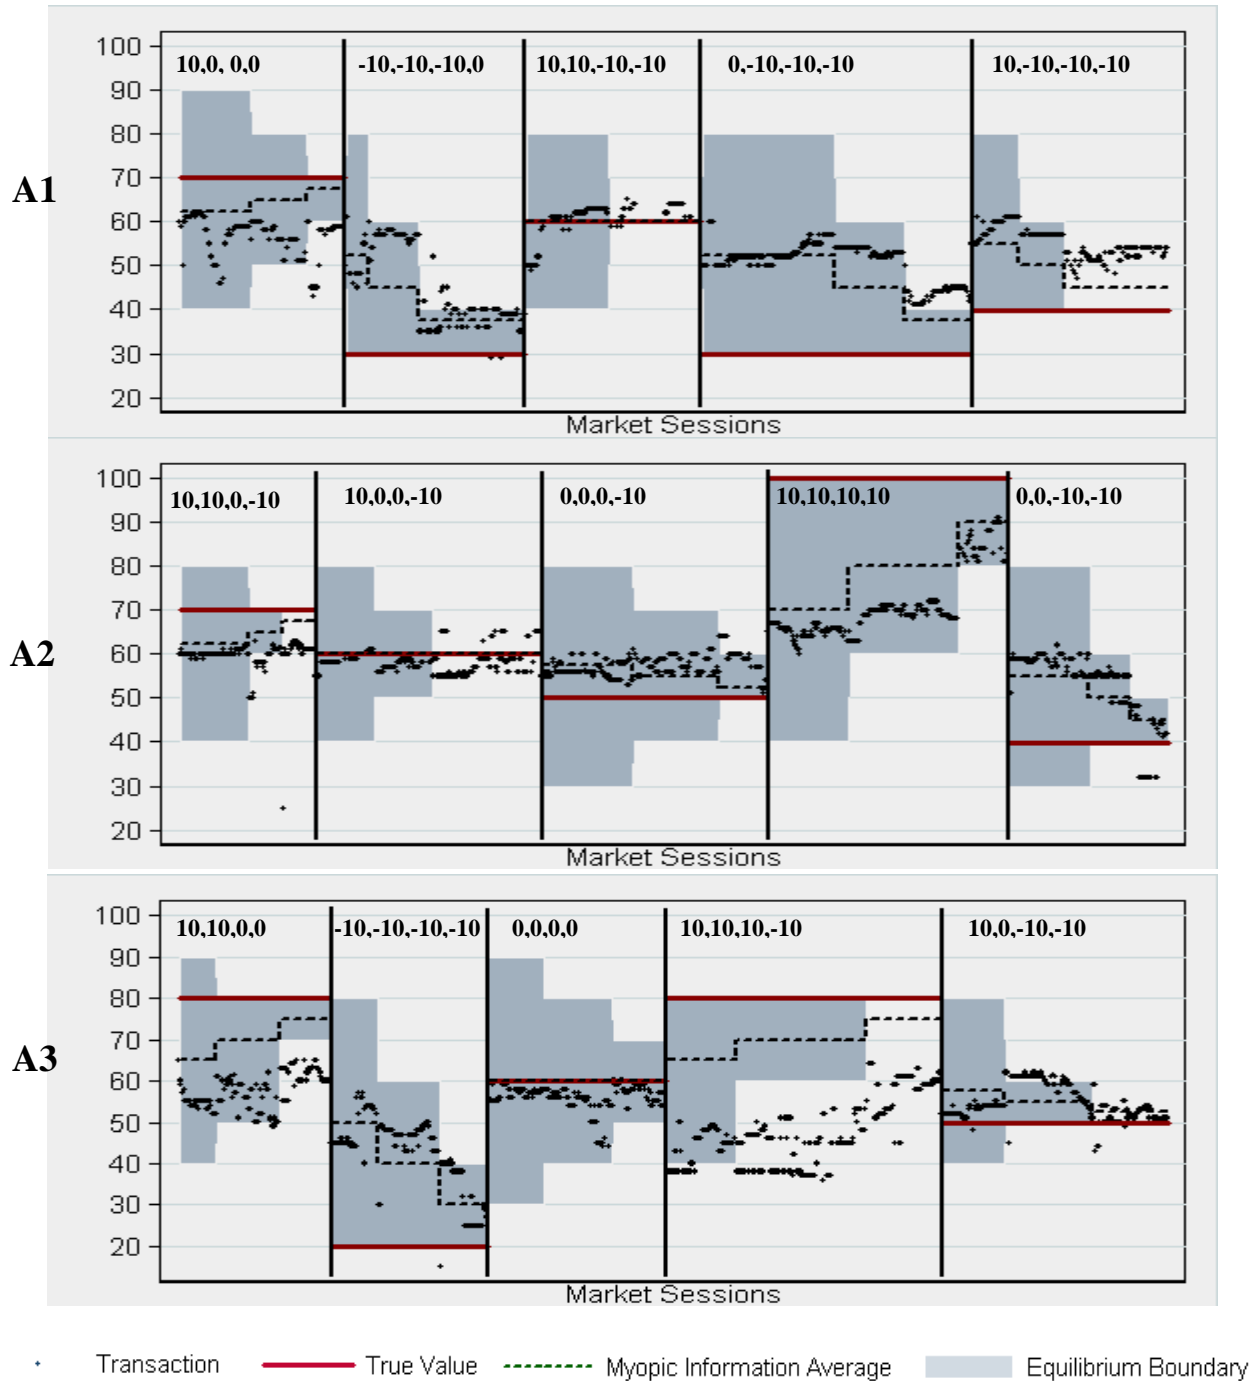 100
10,0, 0,0 -10,-10,-10,0 10,10,-10,-10 0,-10,-10,-10 10,-10,-10,-10
90
80
A1
70
60
50
40
30
20
Market Sessions
100
10,10,0,-10 10,0,0,-10 0,0,0,-10 10,10,10,10 0,0,-10,-10
90
80
70
A2
60
50
40
30
20
Market Sessions
100
10,10,0,0 -10,-10,-10,-10 0,0,0,0 10,10,10,-10 10,0,-10,-10
90
80
70
A3
60
50
40
30
20
Market Sessions
Transaction True Value Myopic Information Average Equilibrium Boundary